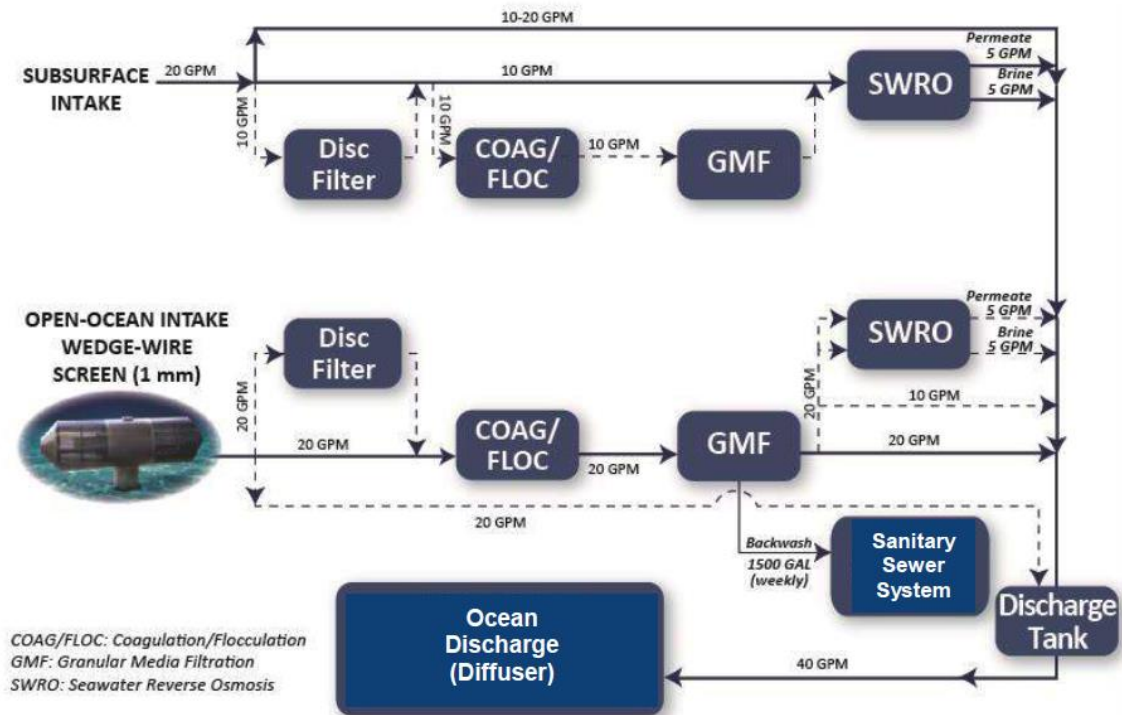 10-20 GPM
SUBSURFACE
INTAKE
20 GPM
10 GPM
Permeate
5 GPM
Brine
5 GPM
SWRO
10 GPM
Disc
Filter
10 GPM
COAG/
FLOC
10 GPM
GMF
OPEN-OCEAN INTAKE
WEDGE-WIRE
SCREEN (1 mm)
20 GPM
Disc
Filter
20 GPM
COAG/
FLOC
20 GPM
GMF
20 GPM
SWRO
Permeate
5 GPM
Brine
5 GPM
10 GPM
20 GPM
20 GPM
Backwash
1500 GAL
(weekly)
Sanitary
Sewer
System
Discharge
Tank
40 GPM
Ocean
Discharge
(Diffuser)
COAG/FLOC: Coagulation/Flocculation
GMF: Granular Media Filtration
SWRO: Seawater Reverse Osmosis